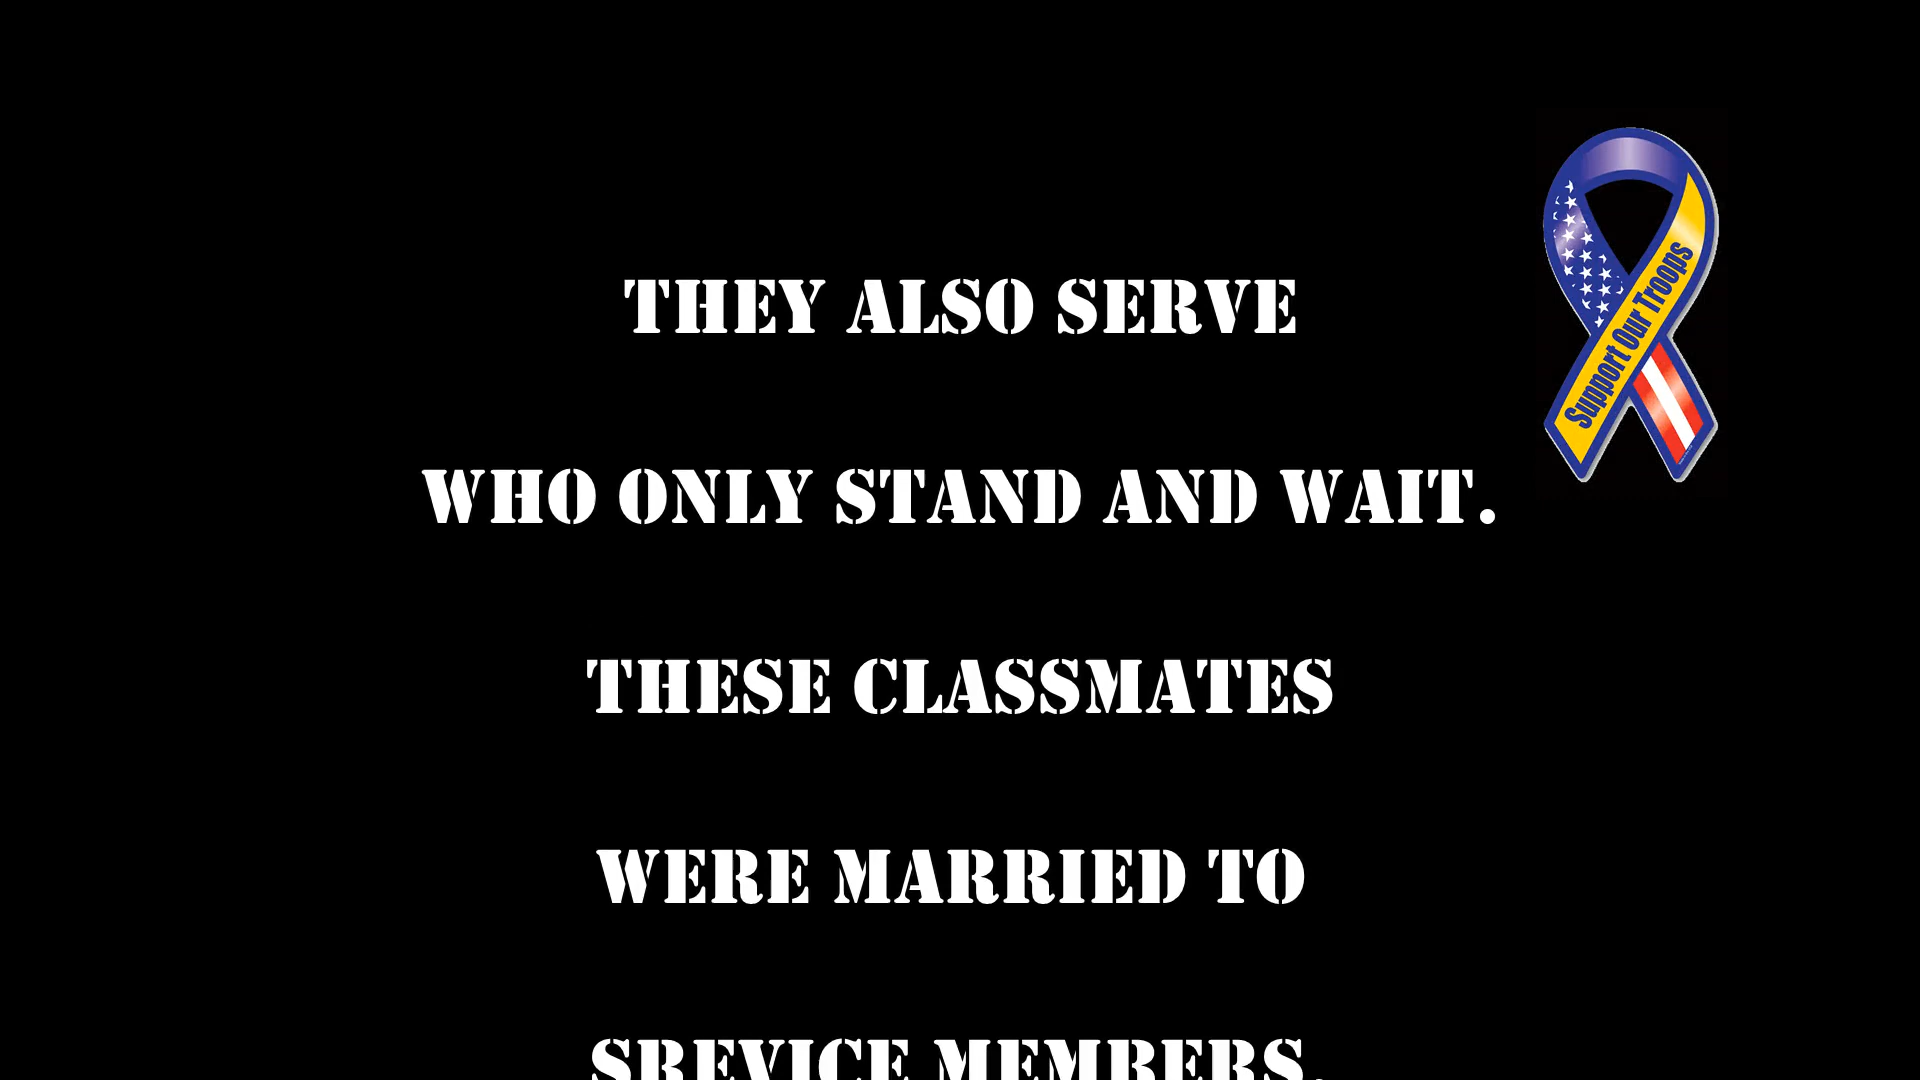 THEY ALSO SERVE
WHO ONLY STAND AND WAIT.
THESE CLASSMATES
WERE MARRIED TO
SREVICE MEMBERS.
Support Our Troops